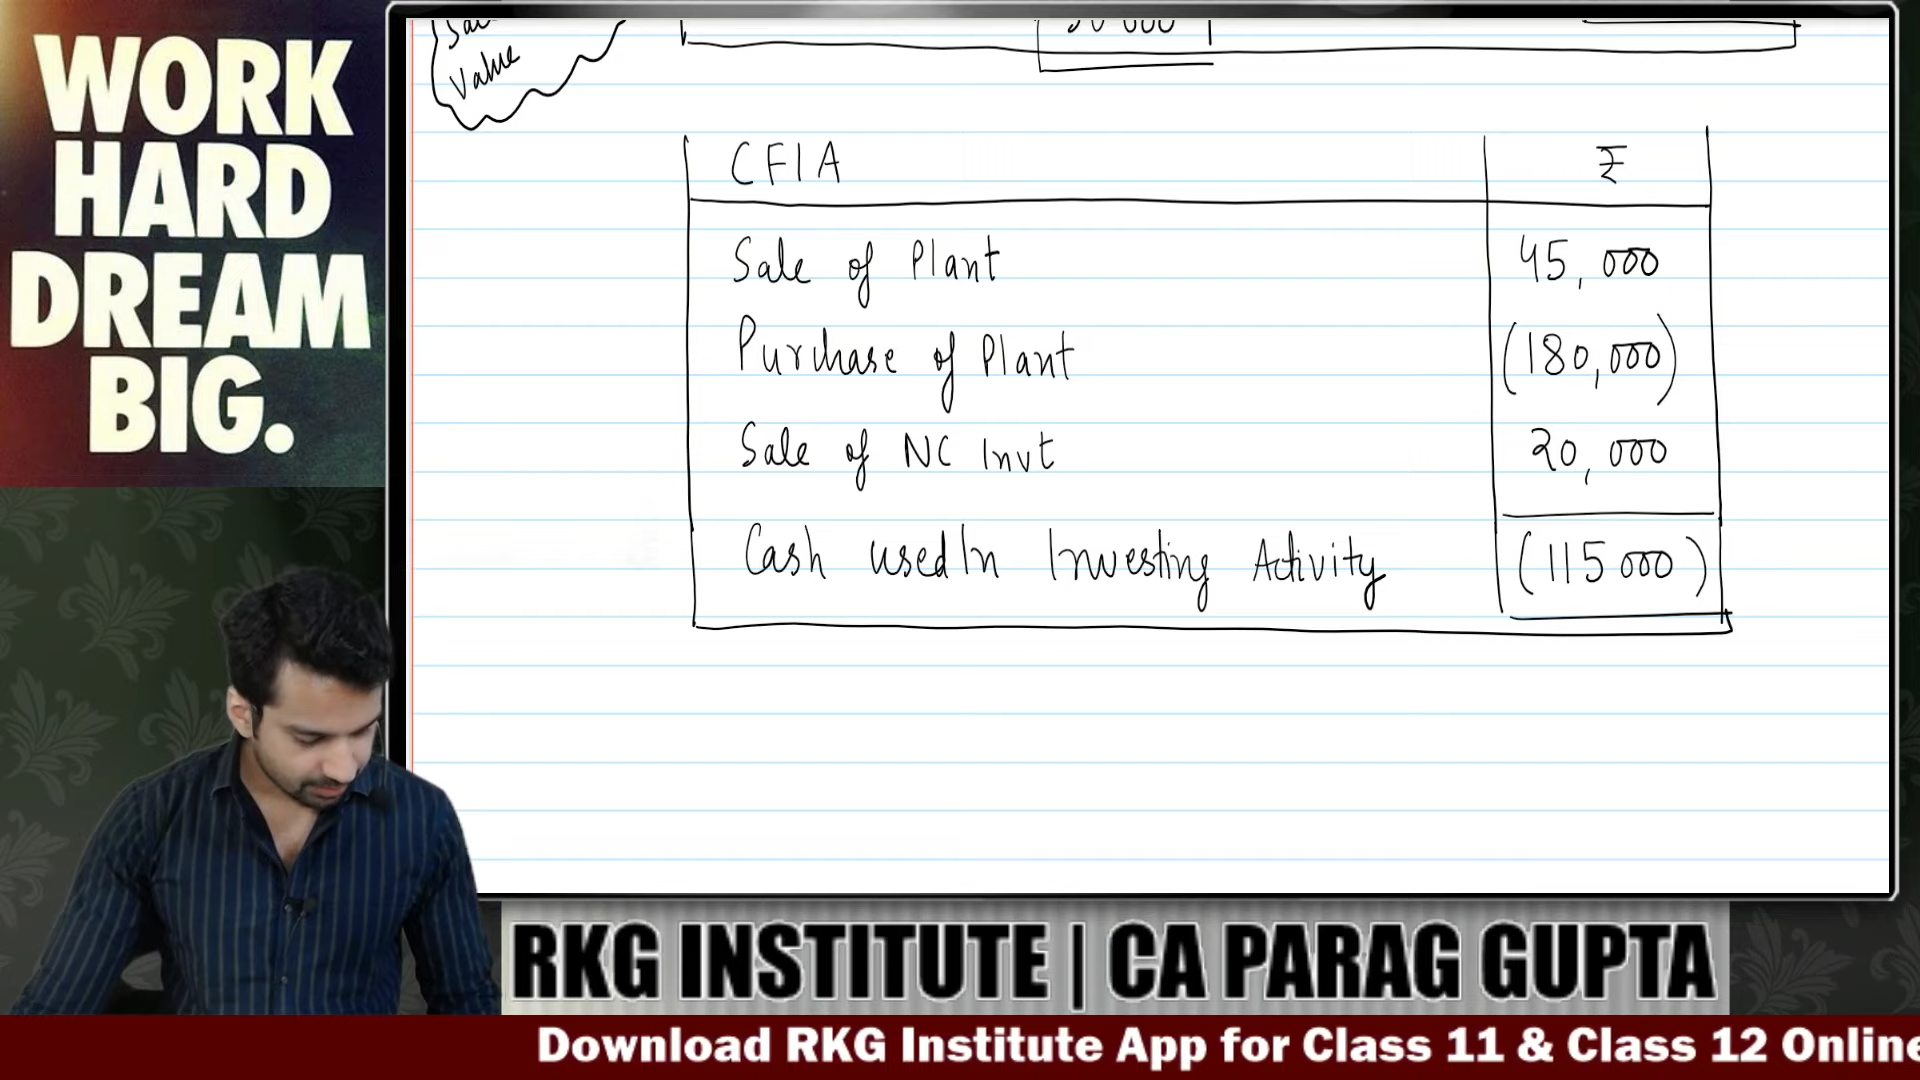 WORK
HARD
DREAM
BIG.
Value
CFIA ₹
Sale of Plant 45,000
Purchase of Plant (180,000)
Sale of NC Invt 20,000
Cash used In Investing Activity (115000)
RKG INSTITUTE | CA PARAG GUPTA
Download RKG Institute App for Class 11 & Class 12 Online